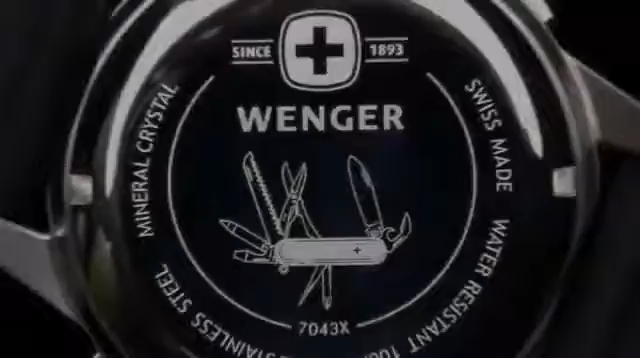 SINCE 1893
WENGER
MINERAL CRYSTAL
SWISS MADE
WATER RESISTANT
STAINLESS STEEL
7043X